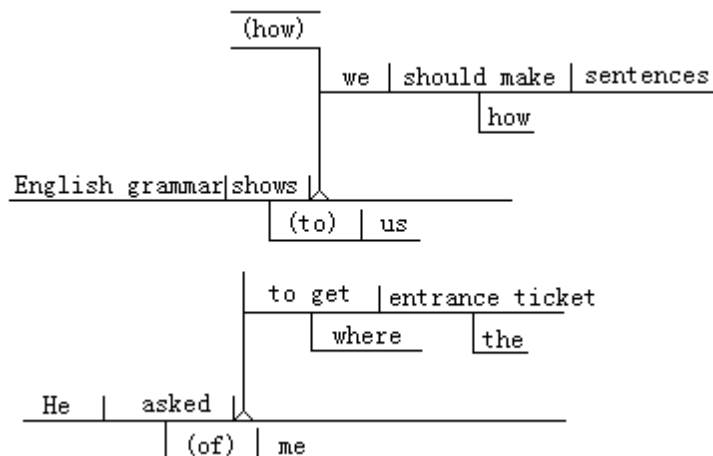 (how)
we should make sentences
how
English grammar shows
(to) us
to get entrance ticket
where the
He asked
(of) me